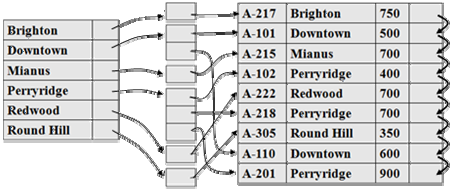 Brighton
Downtown
Mianus
Perryridge
Redwood
Round Hill
A-217 Brighton 750
A-101 Downtown 500
A-215 Mianus 700
A-102 Perryridge 400
A-222 Redwood 700
A-218 Perryridge 700
A-305 Round Hill 350
A-110 Downtown 600
A-201 Perryridge 900